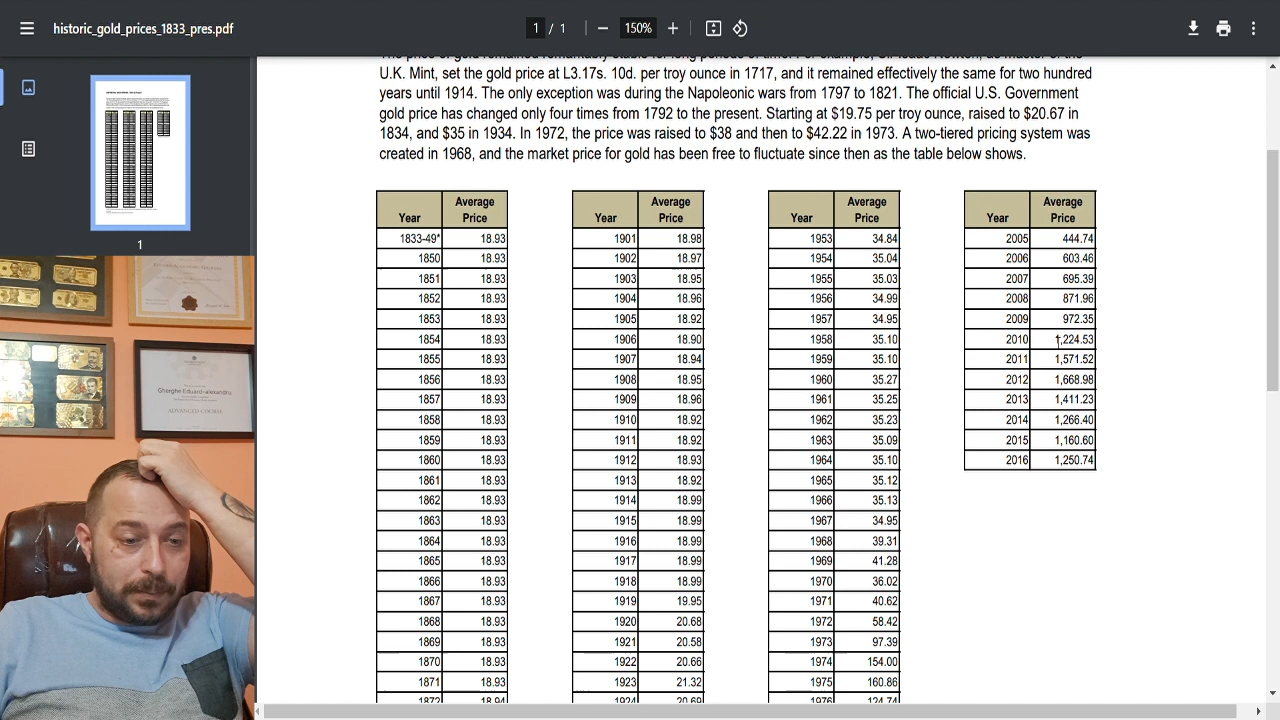 historic_gold_prices_1833_pres.pdf
1 / 1
150%
1
U.K. Mint, set the gold price at L3.17s. 10d. per troy ounce in 1717, and it remained effectively the same for two hundred
years until 1914. The only exception was during the Napoleonic wars from 1797 to 1821. The official U.S. Government
gold price has changed only four times from 1792 to the present. Starting at $19.75 per troy ounce, raised to $20.67 in
1834, and $35 in 1934. In 1972, the price was raised to $38 and then to $42.22 in 1973. A two-tiered pricing system was
created in 1968, and the market price for gold has been free to fluctuate since then as the table below shows.
Year Average Price Year Average Price Year Average Price Year Average Price
1833-49* 18.93 1901 18.98 1953 34.84 2005 444.74
1850 18.93 1902 18.97 1954 35.04 2006 603.46
1851 18.93 1903 18.95 1955 35.03 2007 695.39
1852 18.93 1904 18.96 1956 34.99 2008 871.96
1853 18.93 1905 18.92 1957 34.95 2009 972.35
1854 18.93 1906 18.90 1958 35.10 2010 1,224.53
1855 18.93 1907 18.94 1959 35.10 2011 1,571.52
1856 18.93 1908 18.95 1960 35.27 2012 1,668.98
1857 18.93 1909 18.96 1961 35.25 2013 1,411.23
1858 18.93 1910 18.92 1962 35.23 2014 1,266.40
1859 18.93 1911 18.92 1963 35.09 2015 1,160.60
1860 18.93 1912 18.93 1964 35.10 2016 1,250.74
1861 18.93 1913 18.92 1965 35.12
1862 18.93 1914 18.99 1966 35.13
1863 18.93 1915 18.99 1967 34.95
1864 18.93 1916 18.99 1968 39.31
1865 18.93 1917 18.99 1969 41.28
1866 18.93 1918 18.99 1970 36.02
1867 18.93 1919 19.95 1971 40.62
1868 18.93 1920 20.68 1972 58.42
1869 18.93 1921 20.58 1973 97.39
1870 18.93 1922 20.66 1974 154.00
1871 18.93 1923 21.32 1975 160.86
1872 18.94 1924 20.69 1976 124.74
Gherghe Eduard-alexandru
ADVANCED COURSE